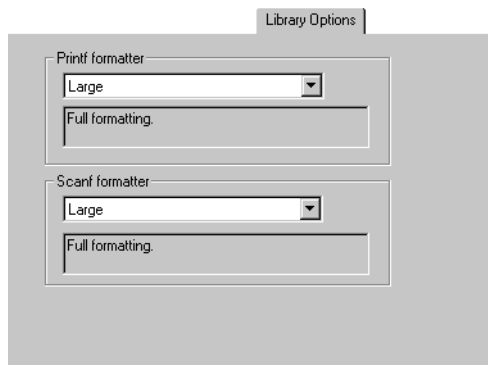 Library Options
Printf formatter
Large
Full formatting.
Scanf formatter
Large
Full formatting.